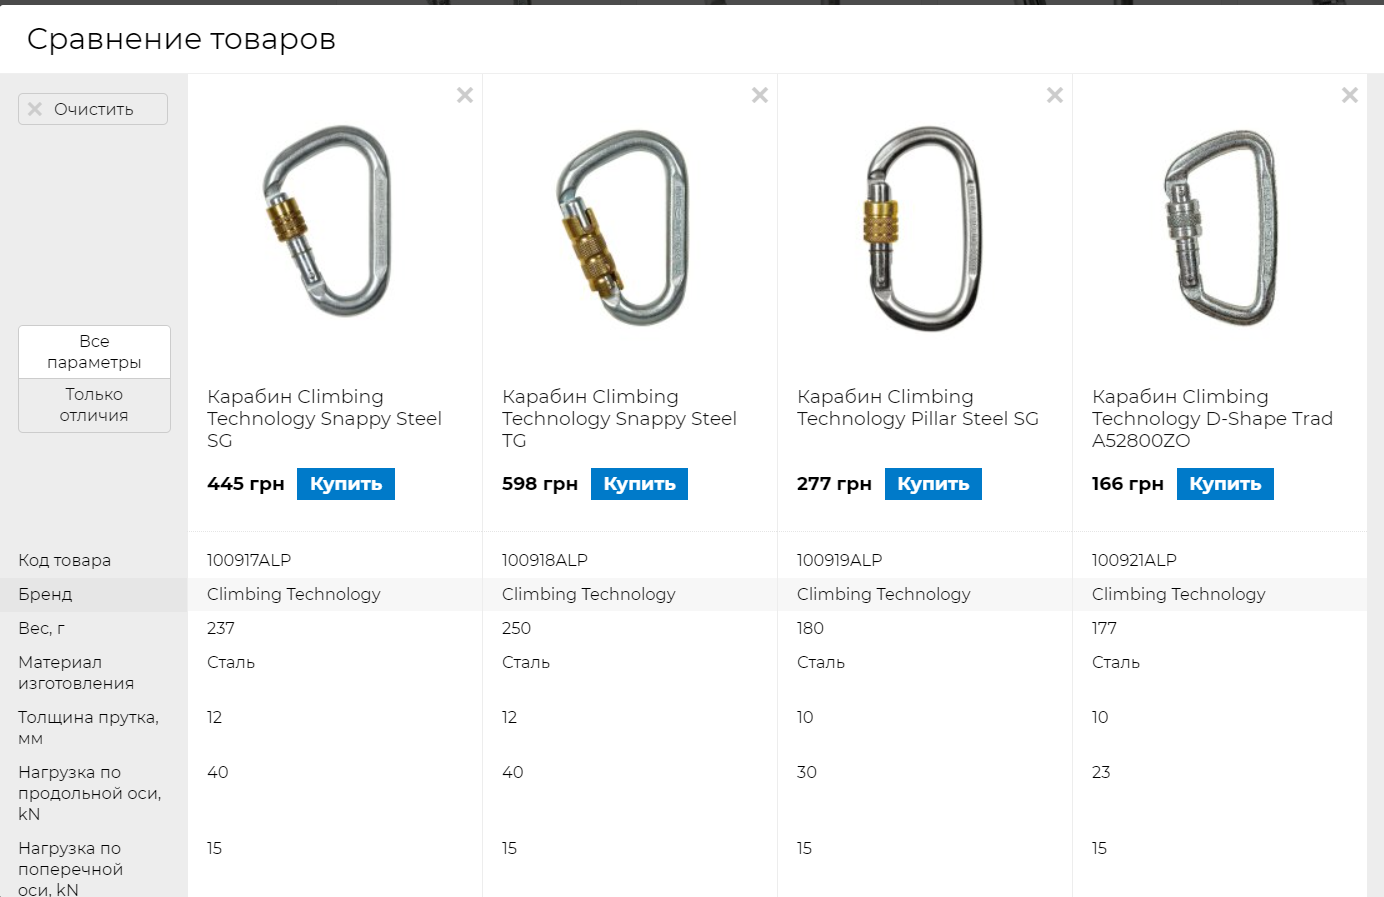 Сравнение товаров
Очистить
Все
параметры
Только
отличия
Карабин Climbing
Technology Snappy Steel
SG
445 грн Купить
Карабин Climbing
Technology Snappy Steel
TG
598 грн Купить
Карабин Climbing
Technology Pillar Steel SG
277 грн Купить
Карабин Climbing
Technology D-Shape Trad
A52800ZO
166 грн Купить
Код товара 100917ALP 100918ALP 100919ALP 100921ALP
Бренд Climbing Technology Climbing Technology Climbing Technology Climbing Technology
Вес, г 237 250 180 177
Материал
изготовления
Сталь Сталь Сталь Сталь
Толщина прутка,
мм
12 12 10 10
Нагрузка по
продольной оси,
kN
40 40 30 23
Нагрузка по
поперечной
оси, kN
15 15 15 15